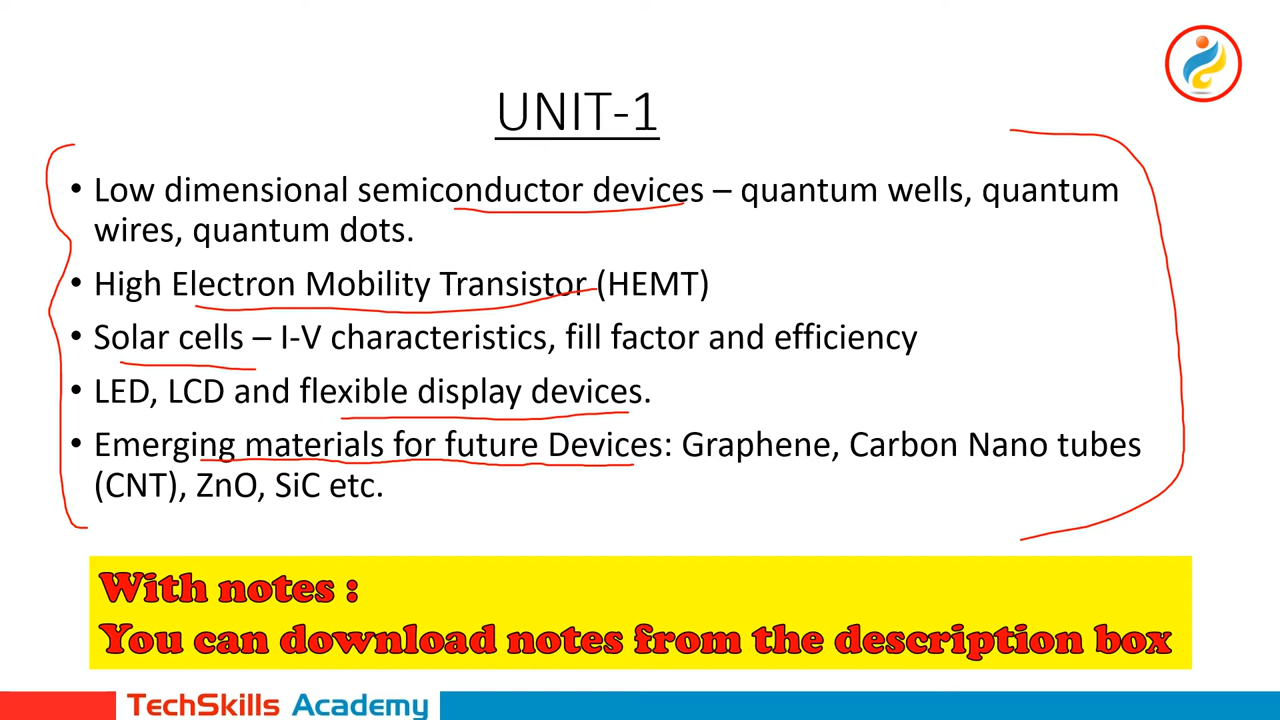 UNIT-1
• Low dimensional semiconductor devices – quantum wells, quantum
wires, quantum dots.
• High Electron Mobility Transistor (HEMT)
• Solar cells – I-V characteristics, fill factor and efficiency
• LED, LCD and flexible display devices.
• Emerging materials for future Devices: Graphene, Carbon Nano tubes
(CNT), ZnO, SiC etc.
With notes :
You can download notes from the description box
TechSkills Academy